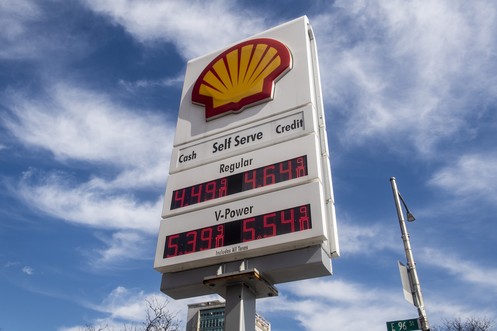 Cash Self Serve Credit
Regular
4.49 9/10 4.64 9/10
V-Power
5.39 9/10 5.54 9/10
Includes All Taxes
E 96 St